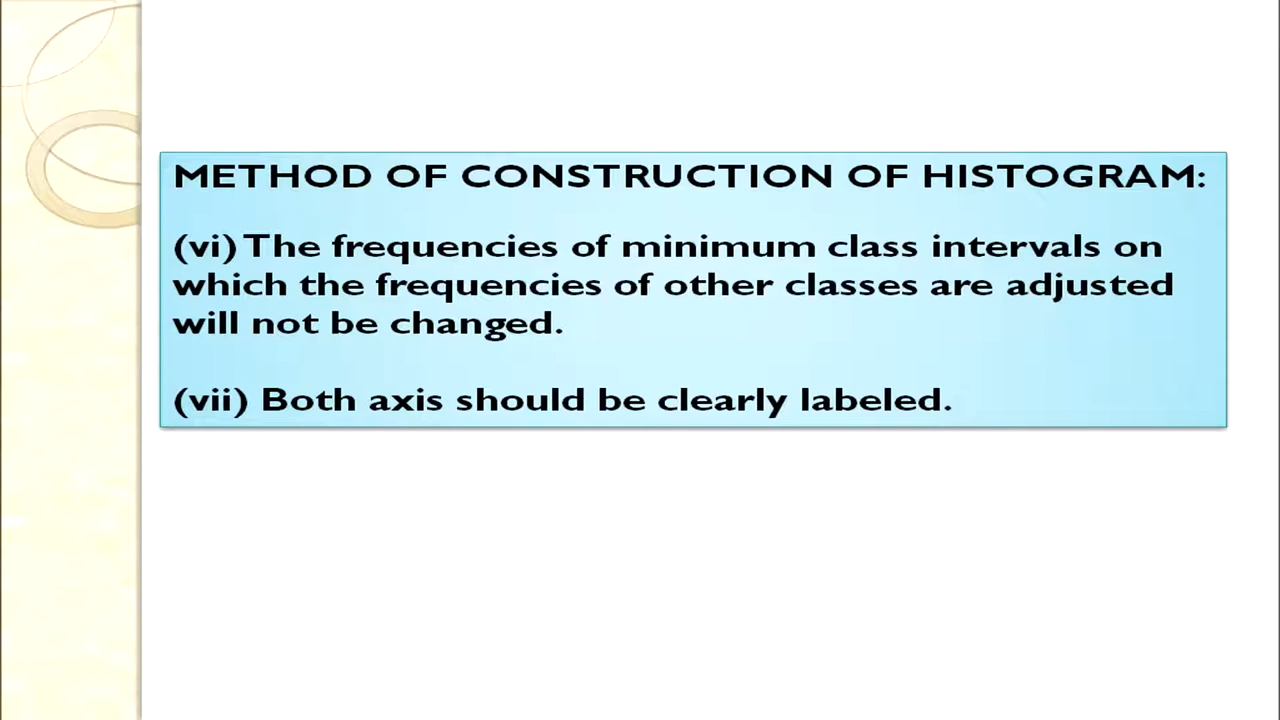 METHOD OF CONSTRUCTION OF HISTOGRAM:
(vi) The frequencies of minimum class intervals on
which the frequencies of other classes are adjusted
will not be changed.
(vii) Both axis should be clearly labeled.